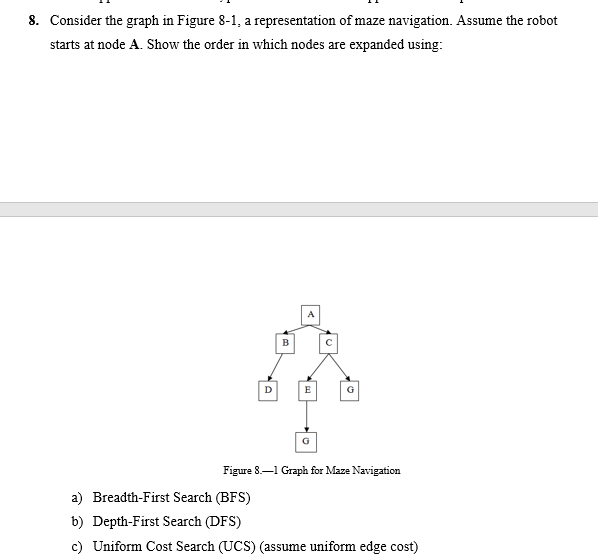 8. Consider the graph in Figure 8-1, a representation of maze navigation. Assume the robot
starts at node A. Show the order in which nodes are expanded using:
A
B C
D E G
G
Figure 8.—1 Graph for Maze Navigation
a) Breadth-First Search (BFS)
b) Depth-First Search (DFS)
c) Uniform Cost Search (UCS) (assume uniform edge cost)